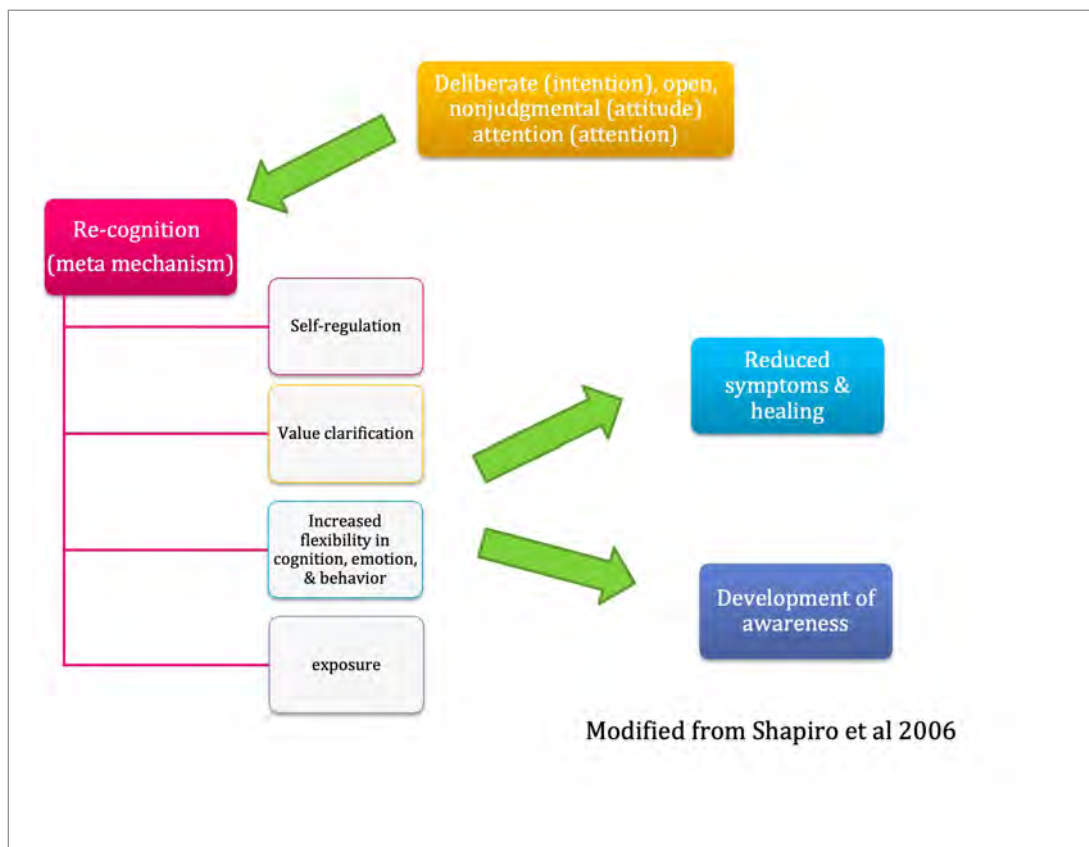 Deliberate (intention), open,
nonjudgmental (attitude)
attention (attention)
Re-cognition
(meta mechanism)
Self-regulation
Value clarification
Increased
flexibility in
cognition, emotion,
& behavior
exposure
Reduced
symptoms &
healing
Development of
awareness
Modified from Shapiro et al 2006